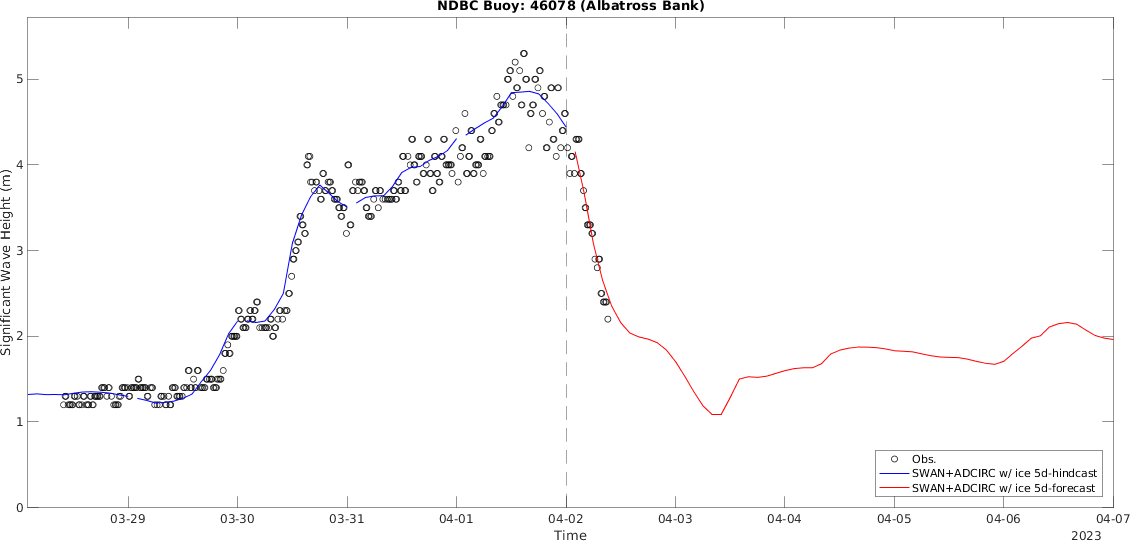 NDBC Buoy: 46078 (Albatross Bank)
Significant Wave Height (m)
5
4
3
2
1
0
Obs.
SWAN+ADCIRC w/ ice 5d-hindcast
SWAN+ADCIRC w/ ice 5d-forecast
03-29 03-30 03-31 04-01 04-02 04-03 04-04 04-05 04-06 04-07
Time
2023